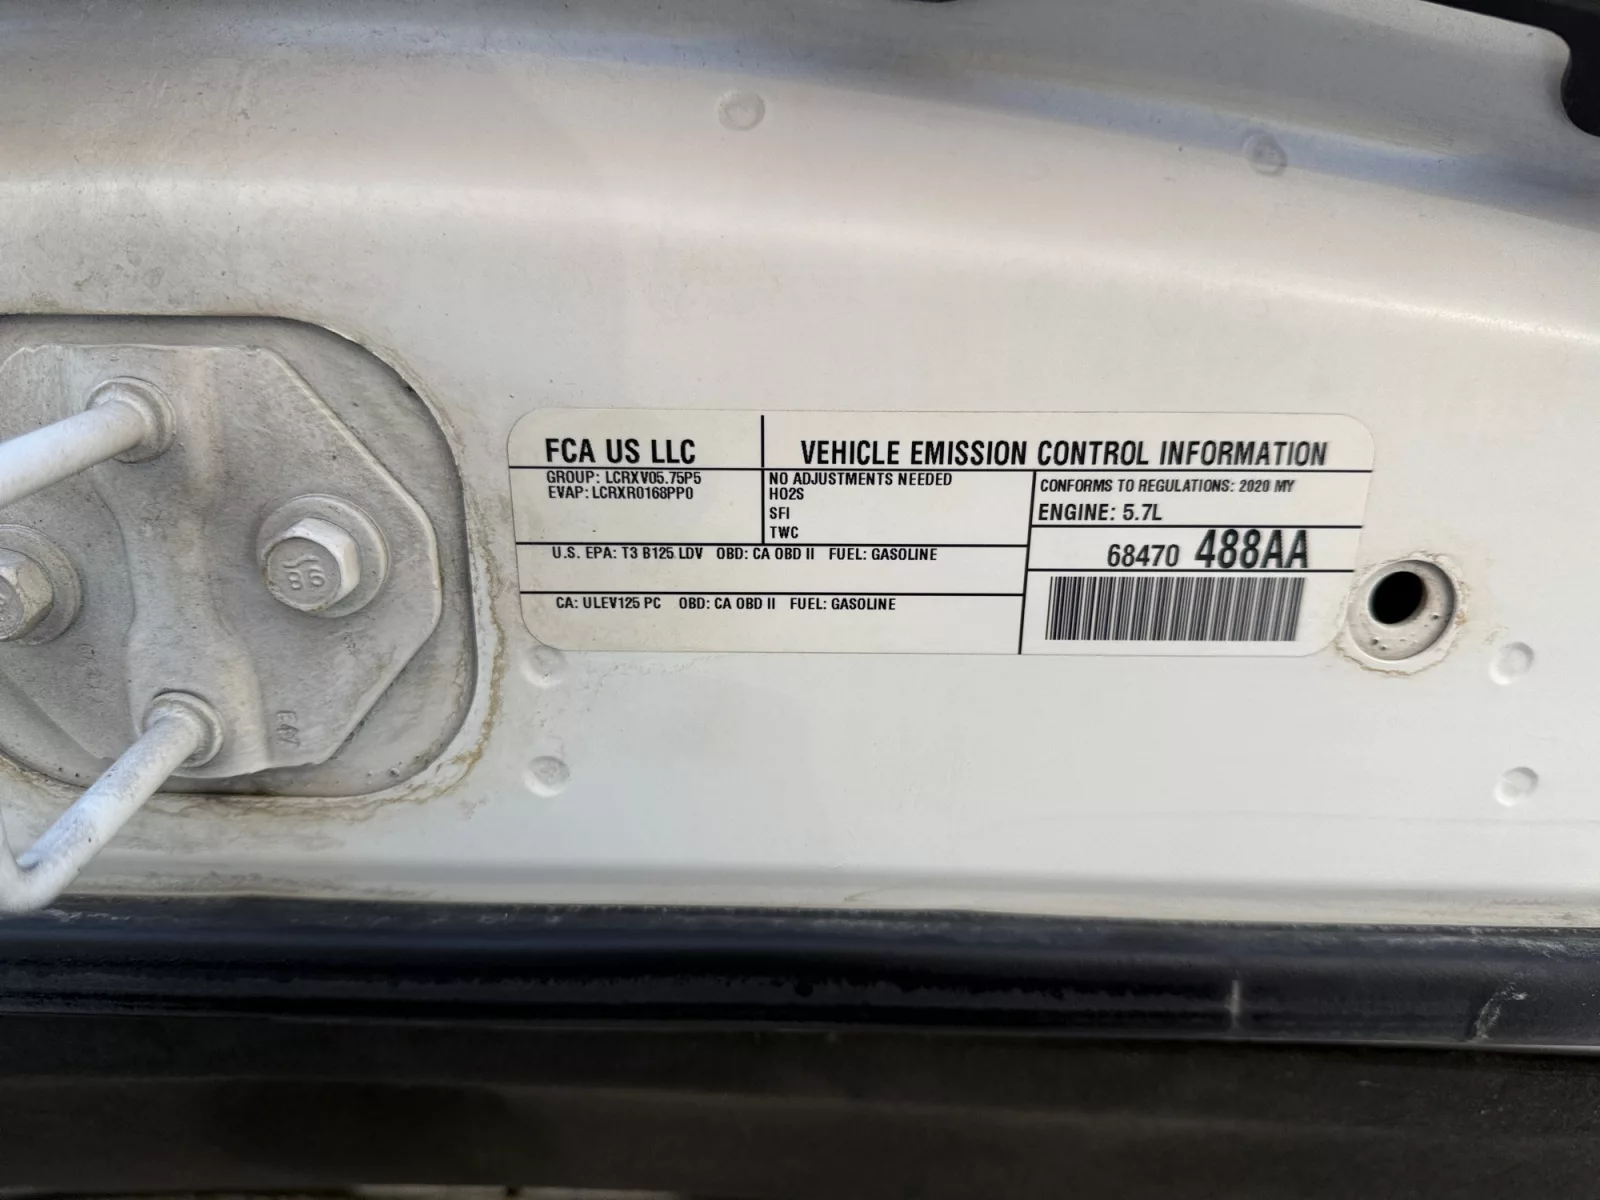 FCA US LLC
VEHICLE EMISSION CONTROL INFORMATION
GROUP: LCRXV05.75P5
EVAP: LCRXR0168PP0
NO ADJUSTMENTS NEEDED
HO2S
SFI
TWC
CONFORMS TO REGULATIONS: 2020 MY
ENGINE: 5.7L
68470 488AA
U.S. EPA: T3 B125 LDV OBD: CA OBD II FUEL: GASOLINE
CA: ULEV125 PC OBD: CA OBD II FUEL: GASOLINE